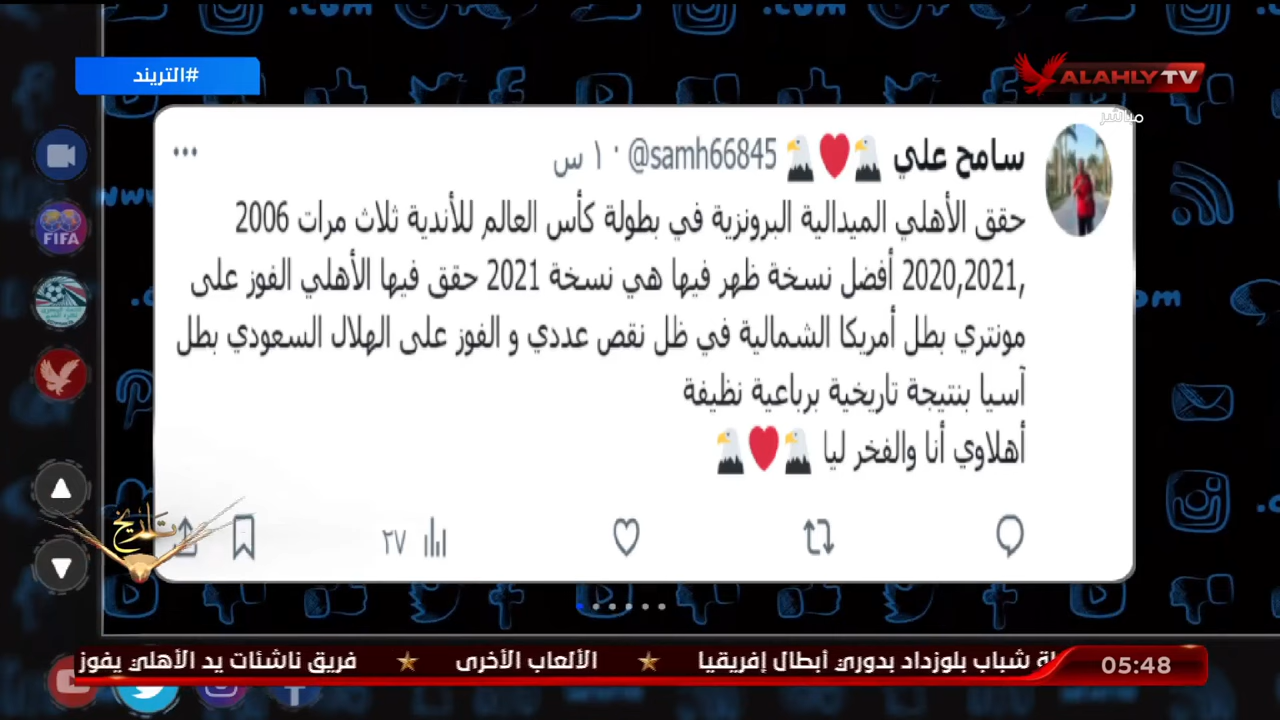 #التريند
ALAHLY TV
مباشر
سامح علي 🦅❤️🦅 @samh66845 · ١ س
حقق الأهلي الميدالية البرونزية في بطولة كأس العالم للأندية ثلاث مرات 2006
,2020,2021 أفضل نسخة ظهر فيها هي نسخة 2021 حقق فيها الأهلي الفوز على
مونتري بطل أمريكا الشمالية في ظل نقص عددي و الفوز على الهلال السعودي بطل
آسيا بنتيجة تاريخية برباعية نظيفة
أهلاوي أنا والفخر ليا 🦅❤️🦅
٢٧
FIFA
تاريخ
شباب بلوزداد بدوري أبطال إفريقيا ★ الألعاب الأخرى ★ فريق ناشئات يد الأهلي يفوز
05:48